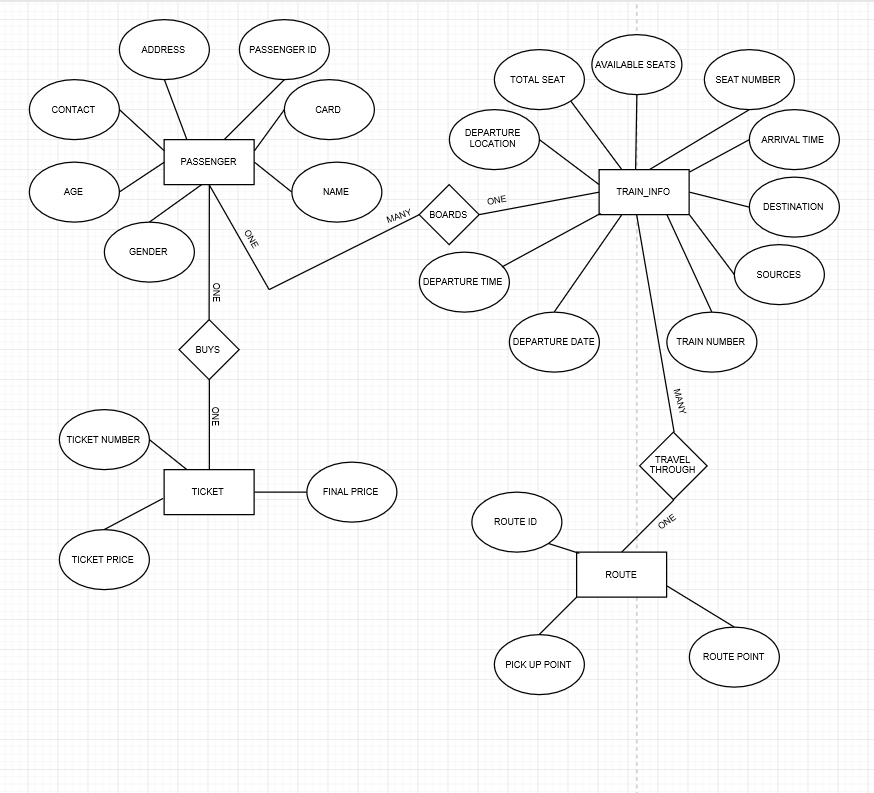 ADDRESS
PASSENGER ID
CONTACT
CARD
PASSENGER
AGE
NAME
GENDER
ONE
MANY
BOARDS
ONE
TOTAL SEAT
AVAILABLE SEATS
SEAT NUMBER
DEPARTURE
LOCATION
ARRIVAL TIME
TRAIN_INFO
DESTINATION
SOURCES
DEPARTURE TIME
DEPARTURE DATE
TRAIN NUMBER
ONE
BUYS
ONE
TICKET NUMBER
TICKET
FINAL PRICE
TICKET PRICE
MANY
TRAVEL
THROUGH
ONE
ROUTE ID
ROUTE
PICK UP POINT
ROUTE POINT